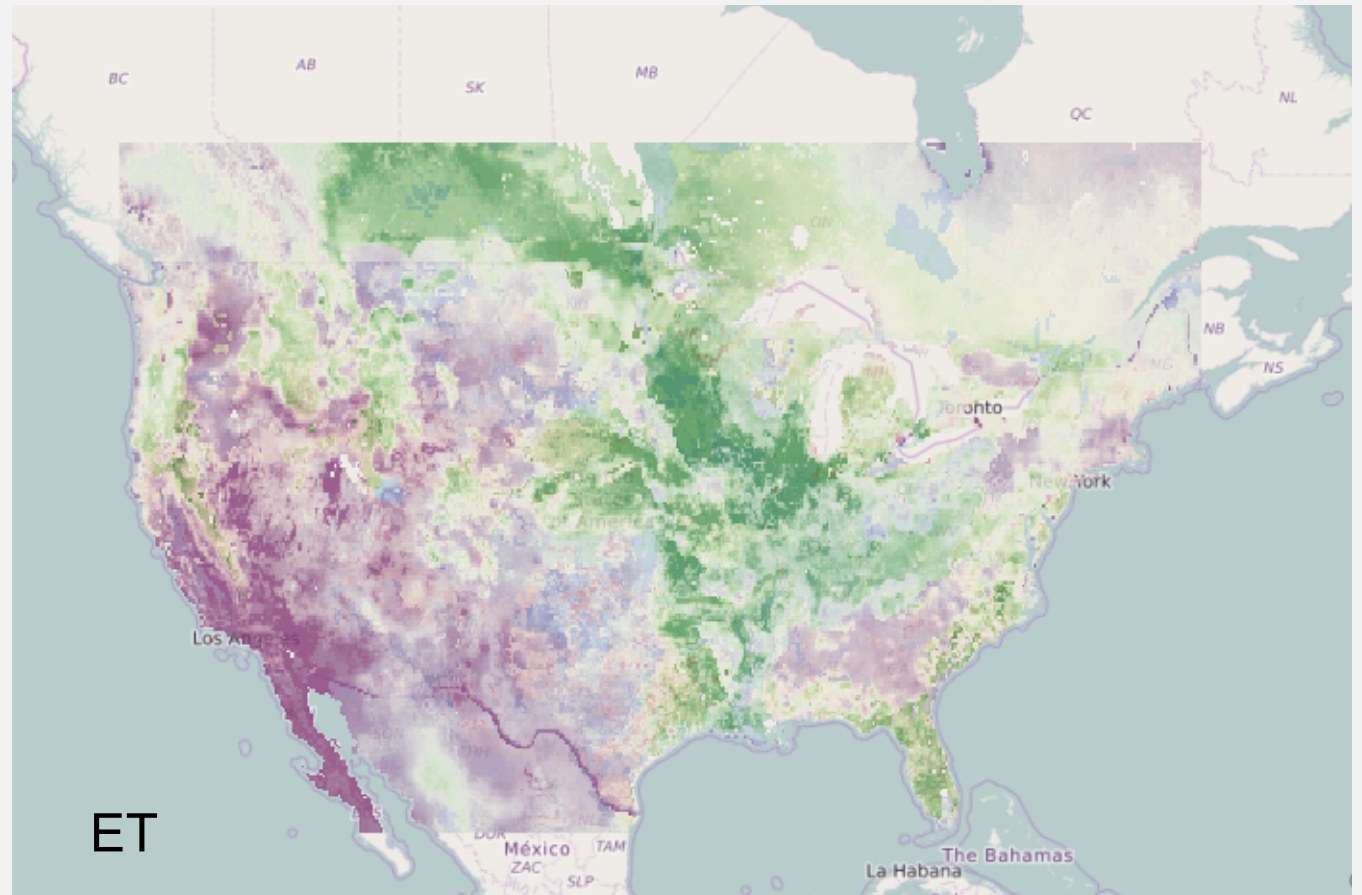 BC
AB
SK
MB
QC
NL
ON
NB
NS
Toronto
New York
Los Angeles
SON
ET
DUR
México
TAM
ZAC
SLP
The Bahamas
La Habana